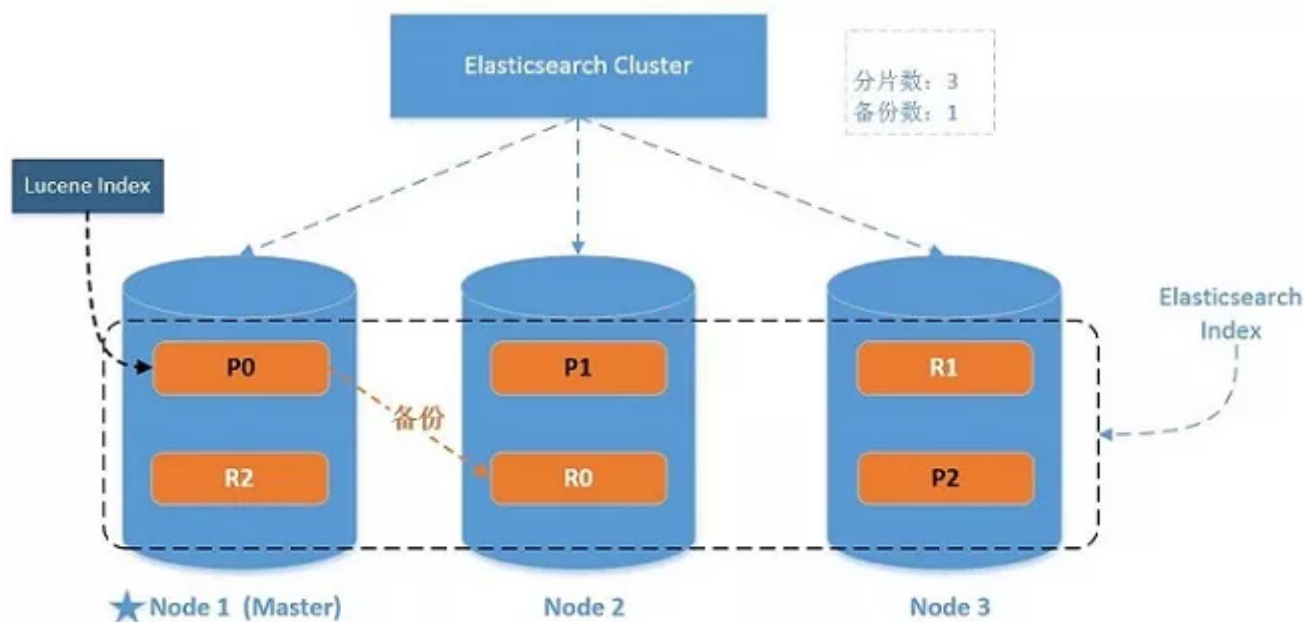 Elasticsearch Cluster
分片数：3
备份数：1
Lucene Index
Elasticsearch
Index
P0
P1
R1
备份
R2
R0
P2
Node 1 (Master)
Node 2
Node 3